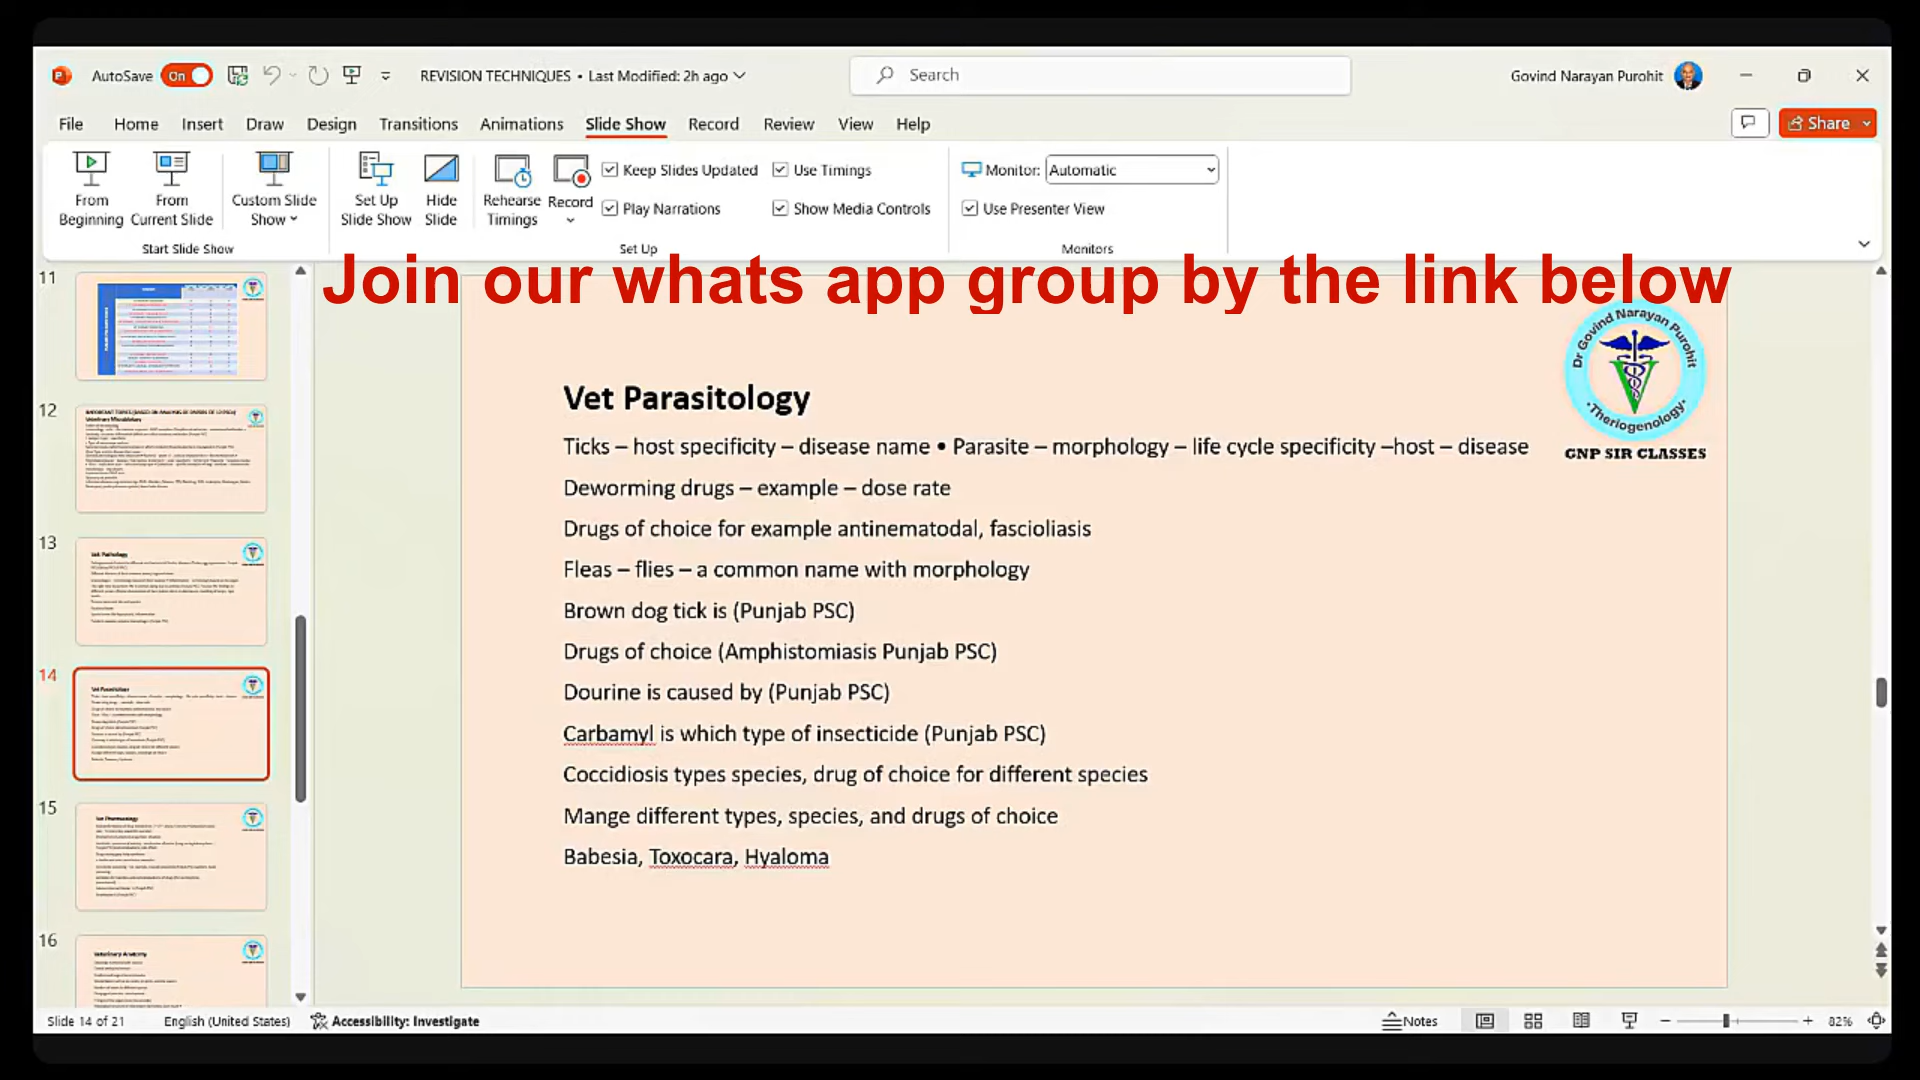 AutoSave On REVISION TECHNIQUES • Last Modified: 2h ago Search Govind Narayan Purohit
File Home Insert Draw Design Transitions Animations Slide Show Record Review View Help Share
From Beginning
From Current Slide
Custom Slide Show
Set Up Slide Show
Hide Slide
Rehearse Timings
Record
Keep Slides Updated
Use Timings
Play Narrations
Show Media Controls
Monitor: Automatic
Use Presenter View
Start Slide Show Set Up Monitors
Join our whats app group by the link below
Dr Govind Narayan Purohit
•Theriogenology•
GNP SIR CLASSES
Vet Parasitology
Ticks – host specificity – disease name • Parasite – morphology – life cycle specificity –host – disease
Deworming drugs – example – dose rate
Drugs of choice for example antinematodal, fascioliasis
Fleas – flies – a common name with morphology
Brown dog tick is (Punjab PSC)
Drugs of choice (Amphistomiasis Punjab PSC)
Dourine is caused by (Punjab PSC)
Carbamyl is which type of insecticide (Punjab PSC)
Coccidiosis types species, drug of choice for different species
Mange different types, species, and drugs of choice
Babesia, Toxocara, Hyaloma
11
12
13
Vet Pathology
14
Vet Parasitology
15
Vet Pharmacology
16
Veterinary Anatomy
Slide 14 of 21 English (United States) Accessibility: Investigate Notes 82%